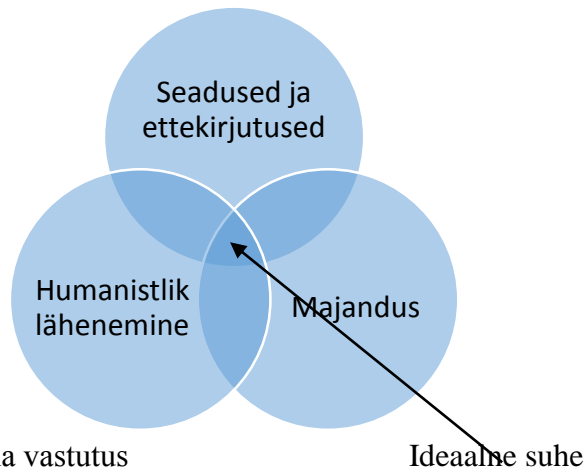 Seadused ja
ettekirjutused
Humanistlik
lähenemine
Majandus
a vastutus
Ideaalne suhe